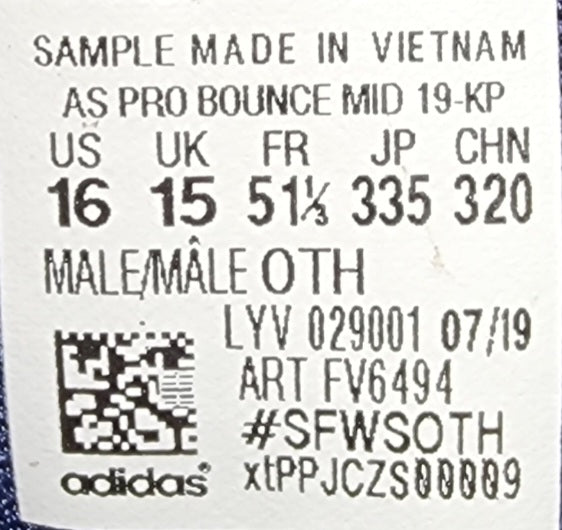 SAMPLE MADE IN VIETNAM
AS PRO BOUNCE MID 19-KP
US UK FR JP CHN
16 15 51⅓ 335 320
MALE/MÂLE OTH
LYV 029001 07/19
ART FV6494
#SFWSOTH
adidas® xtPPJCZS00009